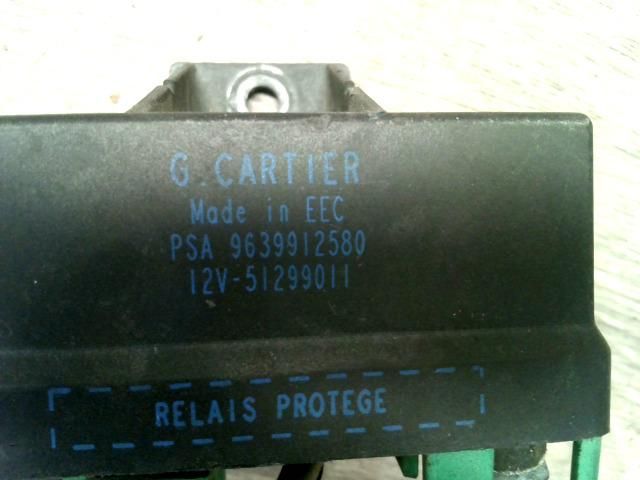 G.CARTIER
Made in EEC
PSA 9639912580
12V-51299011
RELAIS PROTEGE